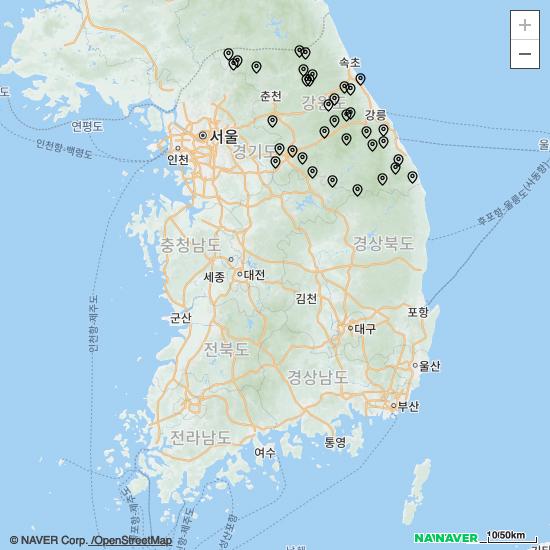 +
−
속초
춘천
강원도
연평도
강릉
서울
울
인천항-백령도
인천
경기도
후포항-울릉도(사동항)
충청남도
경상북도
세종
대전
인천항-제주도
김천
군산
포항
전북도
대구
울산
경상남도
부산
전라남도
통영
여수
© NAVER Corp. /OpenStreetMap
NAVER
10/50km